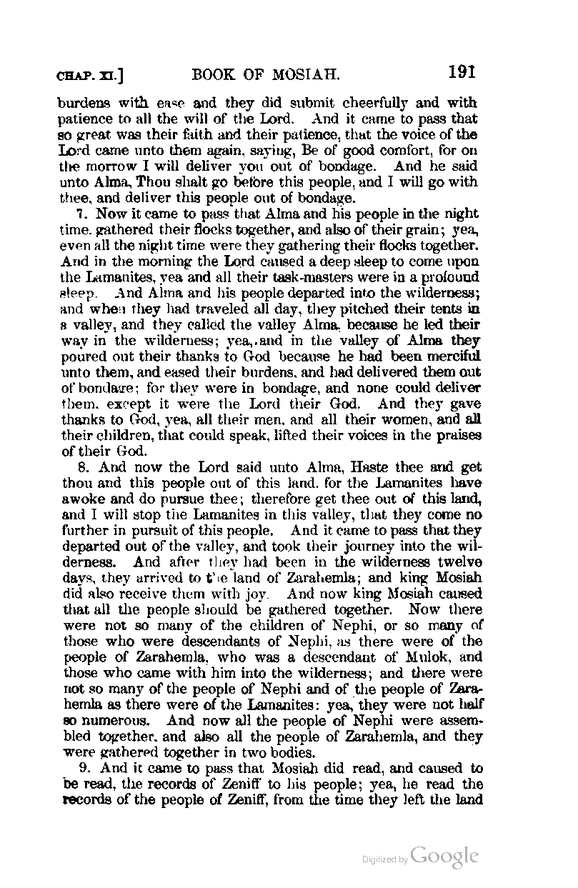 CHAP. XI.] BOOK OF MOSIAH. 191
burdens with ease and they did submit cheerfully and with
patience to all the will of the Lord. And it came to pass that
so great was their faith and their patience, that the voice of the
Lord came unto them again, saying, Be of good comfort, for on
the morrow I will deliver you out of bondage. And he said
unto Alma, Thou shalt go before this people, and I will go with
thee, and deliver this people out of bondage.
7. Now it came to pass that Alma and his people in the night
time, gathered their flocks together, and also of their grain; yea,
even all the night time were they gathering their flocks together.
And in the morning the Lord caused a deep sleep to come upon
the Lamanites, yea and all their task-masters were in a profound
sleep. And Alma and his people departed into the wilderness;
and when they had traveled all day, they pitched their tents in
a valley, and they called the valley Alma, because he led their
way in the wilderness; yea, and in the valley of Alma they
poured out their thanks to God because he had been merciful
unto them, and eased their burdens, and had delivered them out
of bondage; for they were in bondage, and none could deliver
them, except it were the Lord their God. And they gave
thanks to God, yea, all their men, and all their women, and all
their children, that could speak, lifted their voices in the praises
of their God.
8. And now the Lord said unto Alma, Haste thee and get
thou and this people out of this land, for the Lamanites have
awoke and do pursue thee; therefore get thee out of this land,
and I will stop the Lamanites in this valley, that they come no
further in pursuit of this people. And it came to pass that they
departed out of the valley, and took their journey into the wil-
derness. And after they had been in the wilderness twelve
days, they arrived to the land of Zarahemla; and king Mosiah
did also receive them with joy. And now king Mosiah caused
that all the people should be gathered together. Now there
were not so many of the children of Nephi, or so many of
those who were descendants of Nephi, as there were of the
people of Zarahemla, who was a descendant of Mulok, and
those who came with him into the wilderness; and there were
not so many of the people of Nephi and of the people of Zara-
hemla as there were of the Lamanites: yea, they were not half
so numerous. And now all the people of Nephi were assem-
bled together, and also all the people of Zarahemla, and they
were gathered together in two bodies.
9. And it came to pass that Mosiah did read, and caused to
be read, the records of Zeniff to his people; yea, he read the
records of the people of Zeniff, from the time they left the land
Digitized by Google